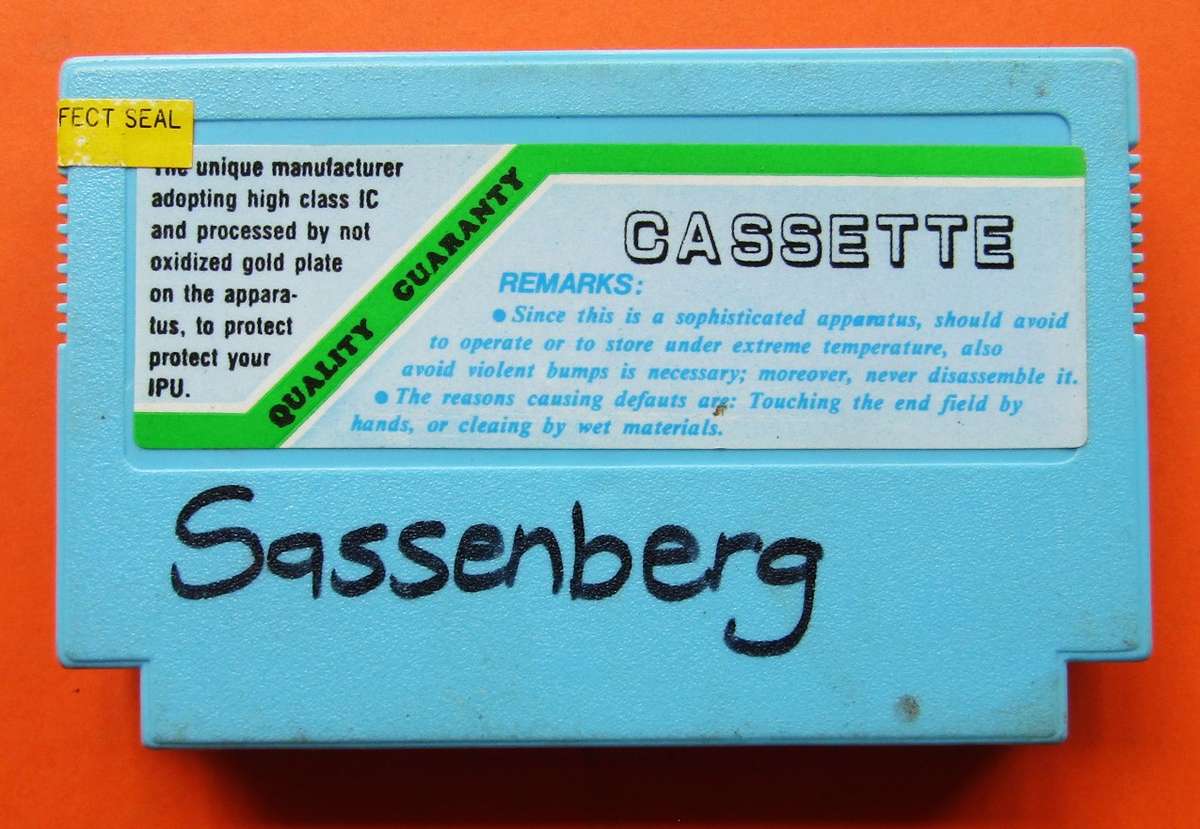 FECT SEAL
The unique manufacturer
adopting high class IC
and processed by not
oxidized gold plate
on the appara-
tus, to protect
protect your
IPU.
QUALITY CUARANTY
CASSETTE
REMARKS:
● Since this is a sophisticated apparatus, should avoid
to operate or to store under extreme temperature, also
avoid violent bumps is necessary; moreover, never disassemble it.
● The reasons causing defauts are: Touching the end field by
hands, or cleaing by wet materials.
Sassenberg